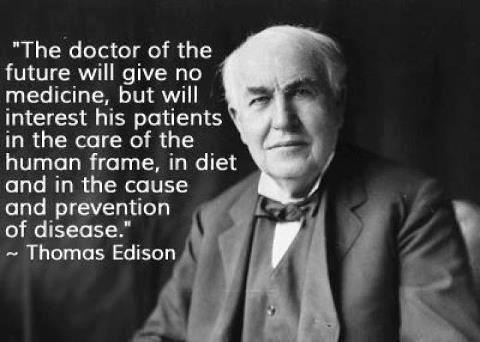 "The doctor of the
future will give no
medicine, but will
interest his patients
in the care of the
human frame, in diet
and in the cause
and prevention
of disease."
~ Thomas Edison